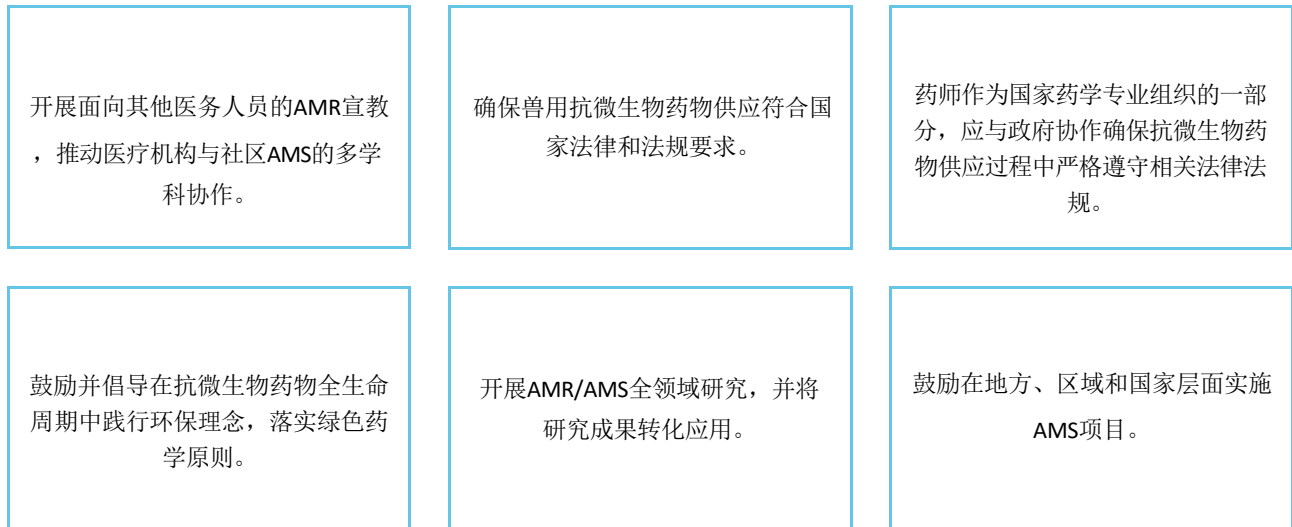 开展面向其他医务人员的AMR宣教
，推动医疗机构与社区AMS的多学
科协作。
确保兽用抗微生物药物供应符合国
家法律和法规要求。
药师作为国家药学专业组织的一部
分，应与政府协作确保抗微生物药
物供应过程中严格遵守相关法律法
规。
鼓励并倡导在抗微生物药物全生命
周期中践行环保理念，落实绿色药
学原则。
开展AMR/AMS全领域研究，并将
研究成果转化应用。
鼓励在地方、区域和国家层面实施
AMS项目。